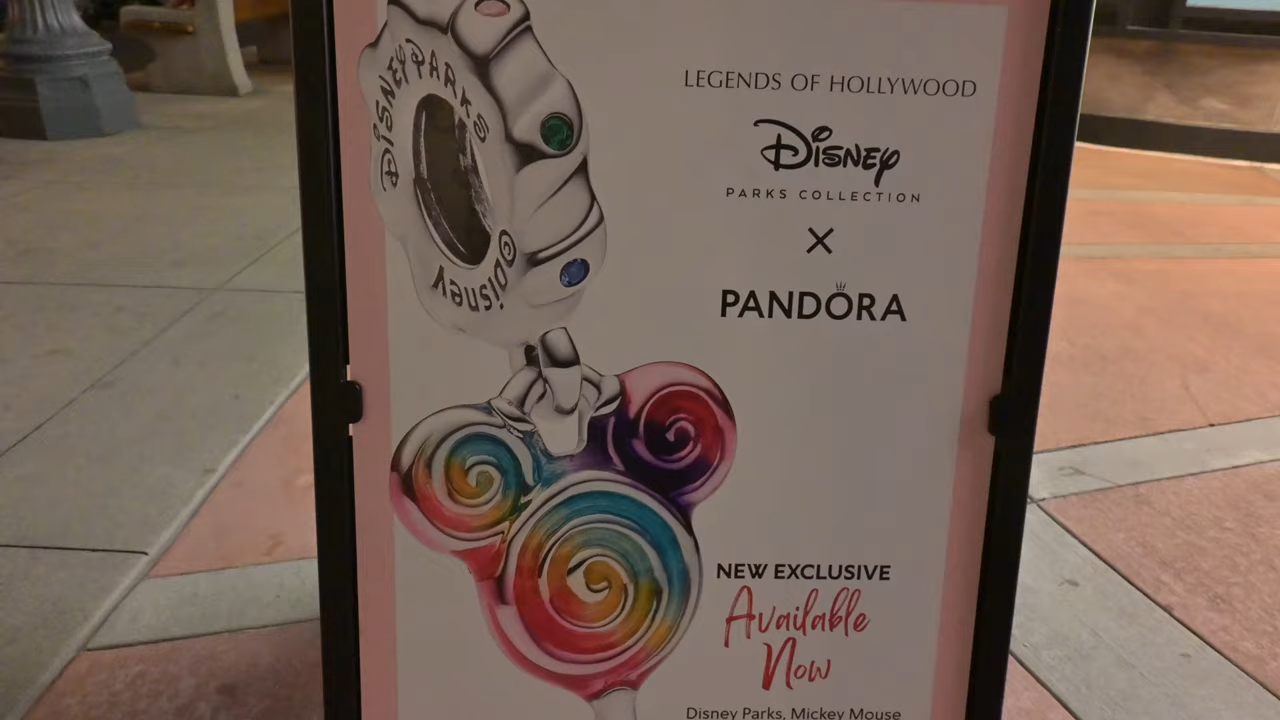 DISNEY PARKS
©Disney
LEGENDS OF HOLLYWOOD
Disney
PARKS COLLECTION
X
PANDORA
NEW EXCLUSIVE
Available
Now
Disney Parks, Mickey Mouse